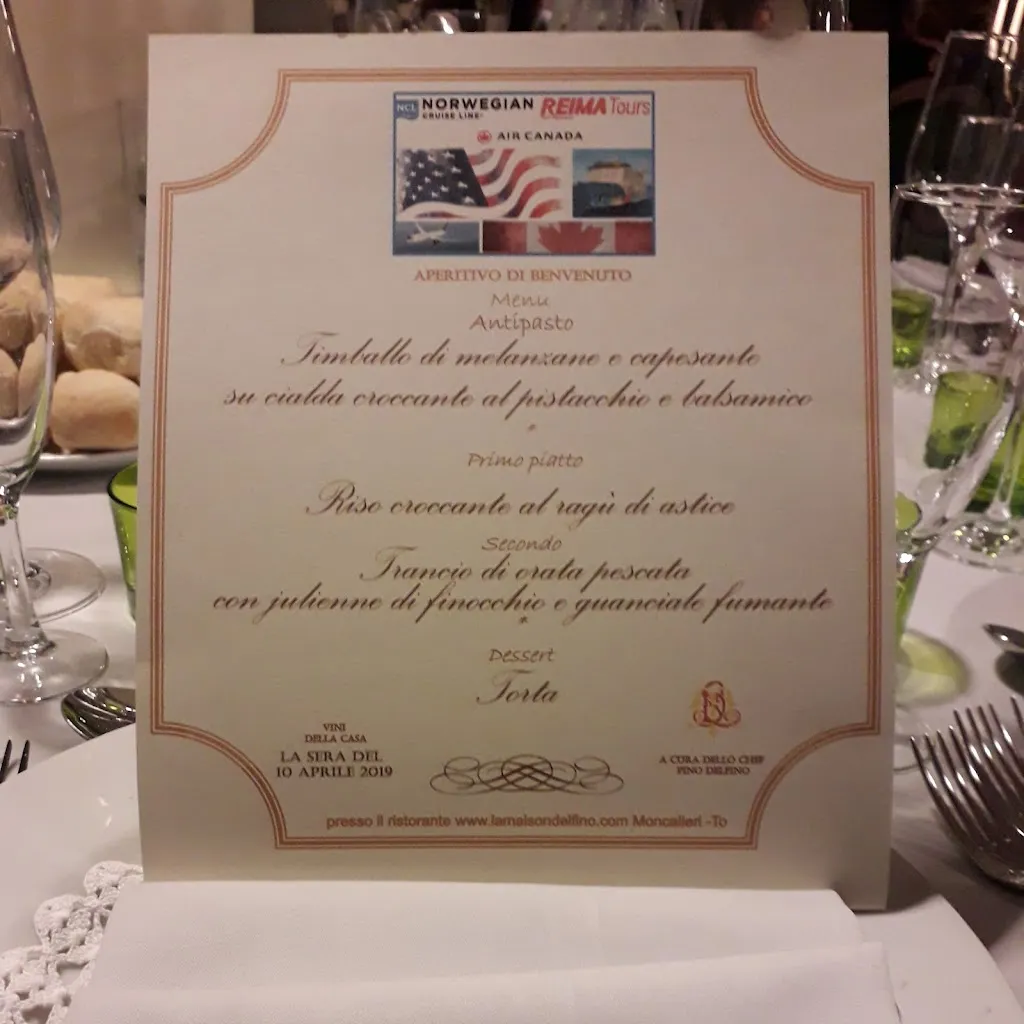 NCL NORWEGIAN CRUISE LINE® REIMA Tours
AIR CANADA
APERITIVO DI BENVENUTO
Menu
Antipasto
Timballo di melanzane e capesante
su cialda croccante al pistacchio e balsamico
*
Primo piatto
Riso croccante al ragù di astice
Secondo
Trancio di orata pescata
con julienne di finocchio e guanciale fumante
*
Dessert
Torta
VINI
DELLA CASA
LA SERA DEL
10 APRILE 2019
A CURA DELLO CHEF
PINO DELFINO
presso il ristorante www.lamaisondelfino.com Moncalieri -To